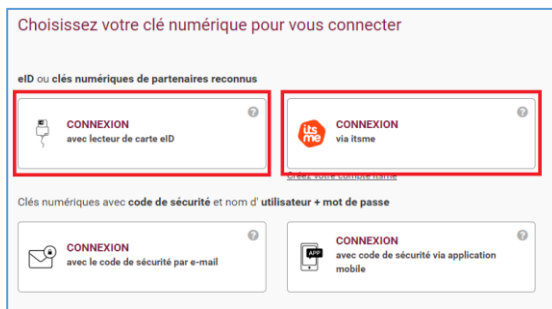 Choisissez votre clé numérique pour vous connecter
eID ou clés numériques de partenaires reconnus
CONNEXION
avec lecteur de carte eID
?
its
me
CONNEXION
via itsme
?
Créez votre compte itsme
Clés numériques avec code de sécurité et nom d' utilisateur + mot de passe
CONNEXION
avec le code de sécurité par e-mail
?
APP
CONNEXION
avec code de sécurité via application
mobile
?